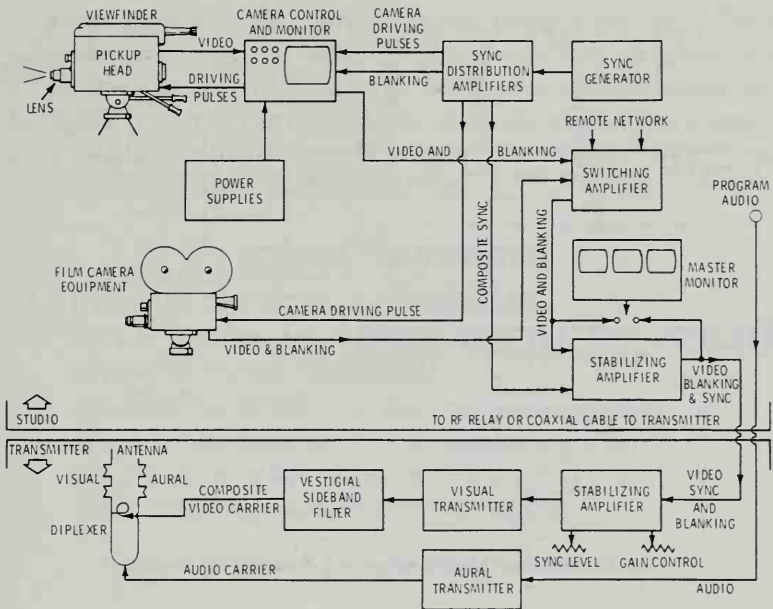 VIEWFINDER
PICKUP
HEAD
LENS
VIDEO
DRIVING
PULSES
CAMERA CONTROL
AND MONITOR
CAMERA
DRIVING
PULSES
BLANKING
SYNC
DISTRIBUTION
AMPLIFIERS
SYNC
GENERATOR
REMOTE NETWORK
VIDEO AND BLANKING
SWITCHING
AMPLIFIER
PROGRAM
AUDIO
POWER
SUPPLIES
COMPOSITE SYNC
VIDEO AND BLANKING
MASTER
MONITOR
FILM CAMERA
EQUIPMENT
CAMERA DRIVING PULSE
VIDEO & BLANKING
STABILIZING
AMPLIFIER
VIDEO
BLANKING
& SYNC
STUDIO
TO RF RELAY OR COAXIAL CABLE TO TRANSMITTER
TRANSMITTER
ANTENNA
VISUAL
AURAL
DIPLEXER
COMPOSITE
VIDEO CARRIER
VESTIGIAL
SIDEBAND
FILTER
VISUAL
TRANSMITTER
STABILIZING
AMPLIFIER
VIDEO
SYNC
AND
BLANKING
SYNC LEVEL
GAIN CONTROL
AUDIO CARRIER
AURAL
TRANSMITTER
AUDIO